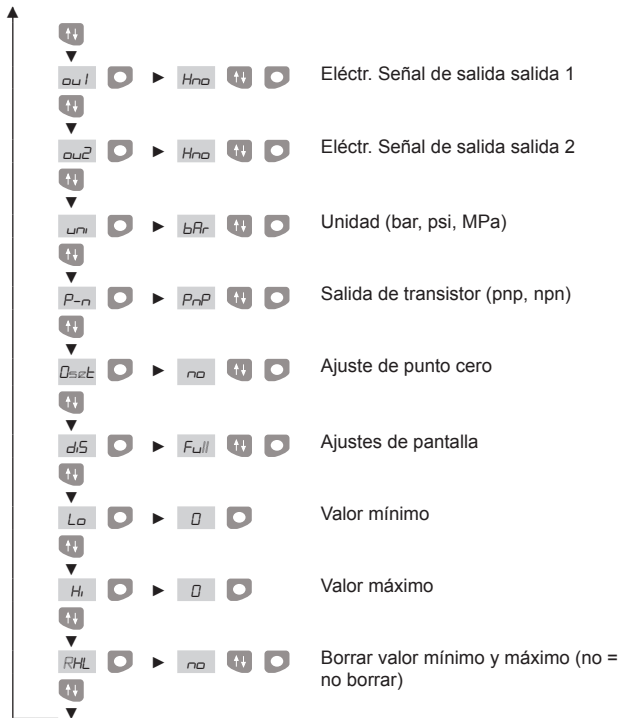 ou1 Hno Eléctr. Señal de salida salida 1
ou2 Hno Eléctr. Señal de salida salida 2
uni bAr Unidad (bar, psi, MPa)
P-n PnP Salida de transistor (pnp, npn)
0set no Ajuste de punto cero
diS Full Ajustes de pantalla
Lo 0 Valor mínimo
Hi 0 Valor máximo
RHL no Borrar valor mínimo y máximo (no =
no borrar)